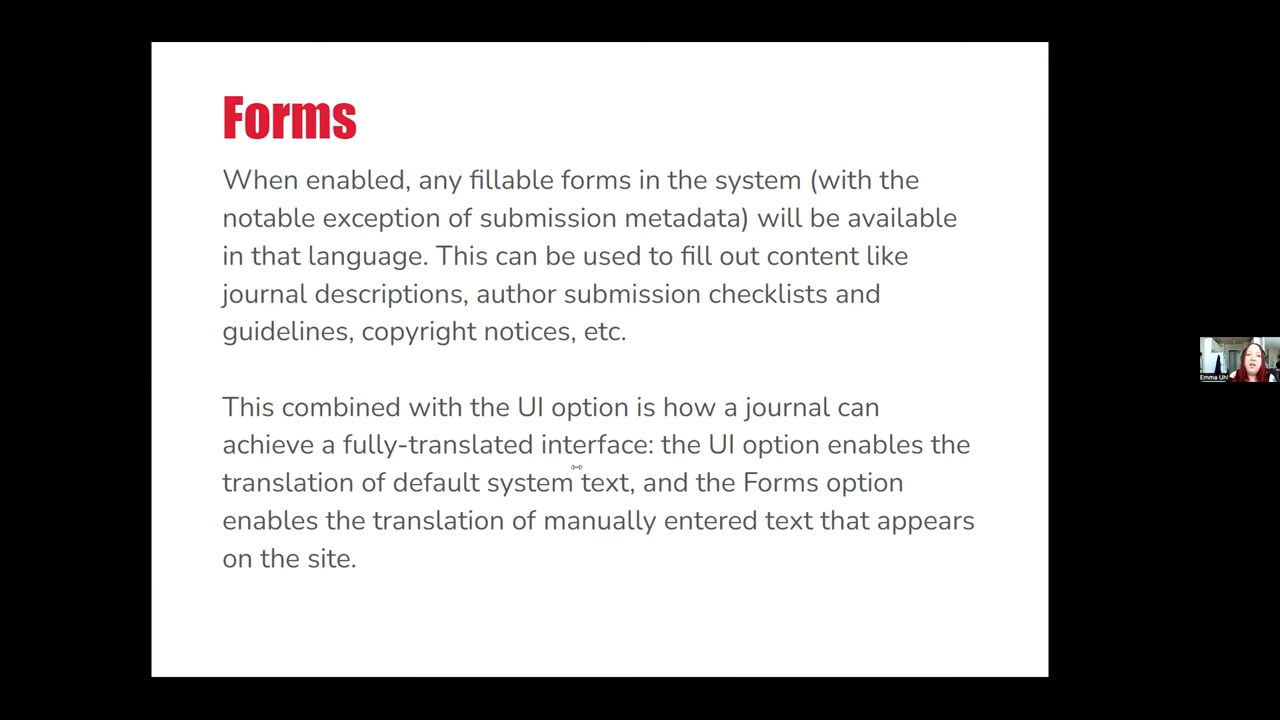 Forms
When enabled, any fillable forms in the system (with the
notable exception of submission metadata) will be available
in that language. This can be used to fill out content like
journal descriptions, author submission checklists and
guidelines, copyright notices, etc.
This combined with the UI option is how a journal can
achieve a fully-translated interface: the UI option enables the
translation of default system text, and the Forms option
enables the translation of manually entered text that appears
on the site.
Emma Uhl